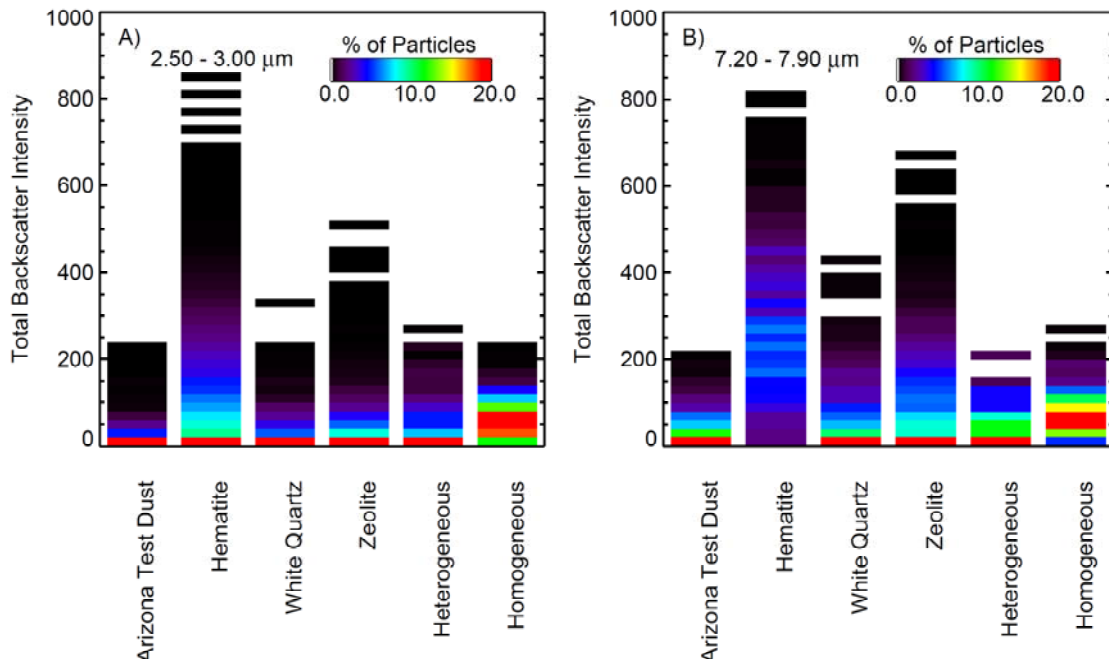 A)
2.50 - 3.00 μm
% of Particles
0.0 10.0 20.0
Total Backscatter Intensity
1000
800
600
400
200
0
Arizona Test Dust
Hematite
White Quartz
Zeolite
Heterogeneous
Homogeneous
B)
7.20 - 7.90 μm
% of Particles
0.0 10.0 20.0
Total Backscatter Intensity
1000
800
600
400
200
0
Arizona Test Dust
Hematite
White Quartz
Zeolite
Heterogeneous
Homogeneous